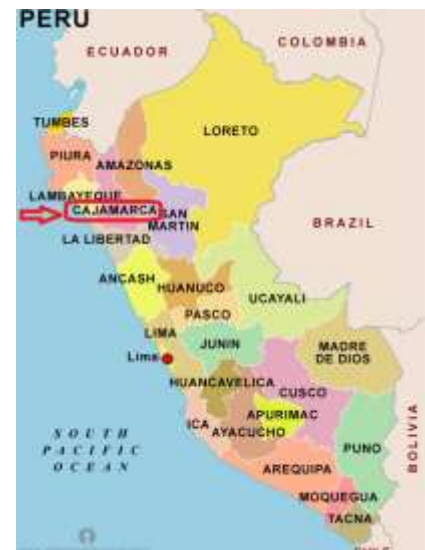 PERU
COLOMBIA
ECUADOR
TUMBES
LORETO
PIURA
AMAZONAS
LAMBAYEQUE
CAJAMARCA
SAN
MARTIN
BRAZIL
LA LIBERTAD
ANCASH
HUANUCO
UCAYALI
PASCO
LIMA
JUNIN
MADRE
DE DIOS
Lima
HUANCAVELICA
CUSCO
ICA
APURIMAC
AYACUCHO
SOUTH
PACIFIC
OCEAN
PUNO
BOLIVIA
AREQUIPA
MOQUEGUA
TACNA